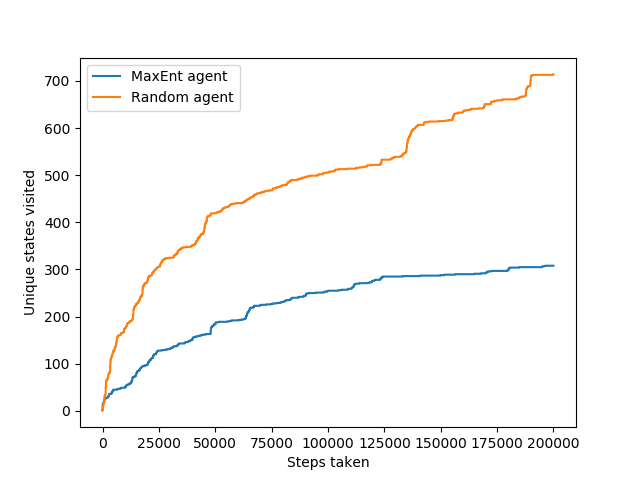 MaxEnt agent
Random agent
Unique states visited
700
600
500
400
300
200
100
0
0 25000 50000 75000 100000 125000 150000 175000 200000
Steps taken